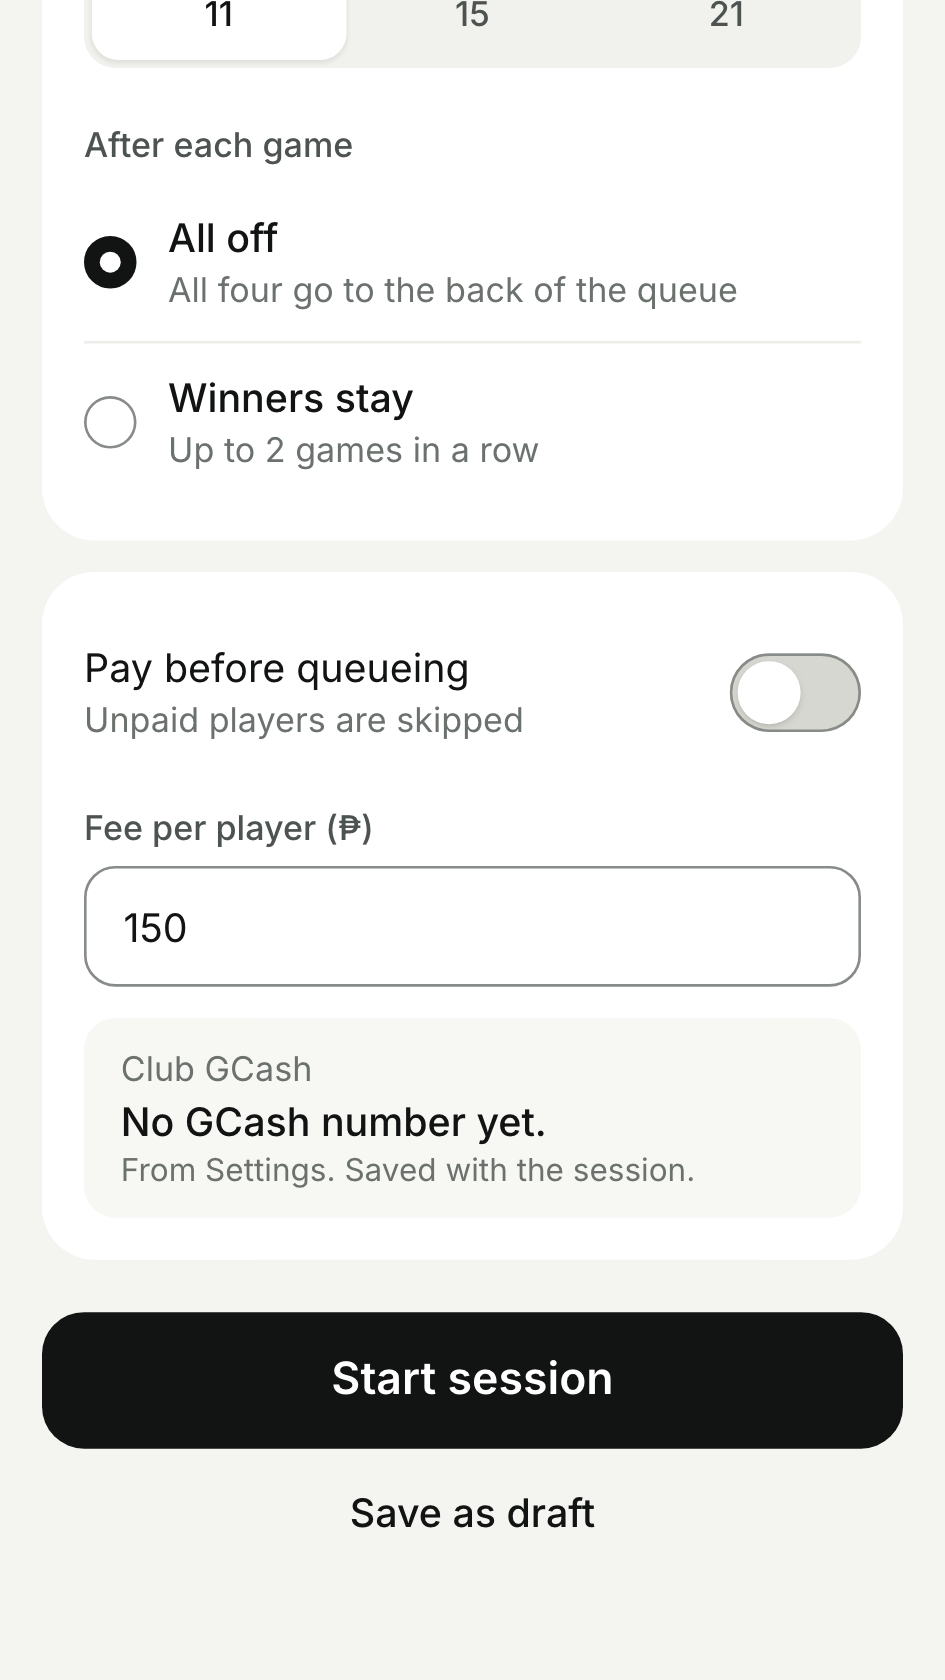 11 15 21
After each game
All off
All four go to the back of the queue
Winners stay
Up to 2 games in a row
Pay before queueing
Unpaid players are skipped
Fee per player (₱)
150
Club GCash
No GCash number yet.
From Settings. Saved with the session.
Start session
Save as draft